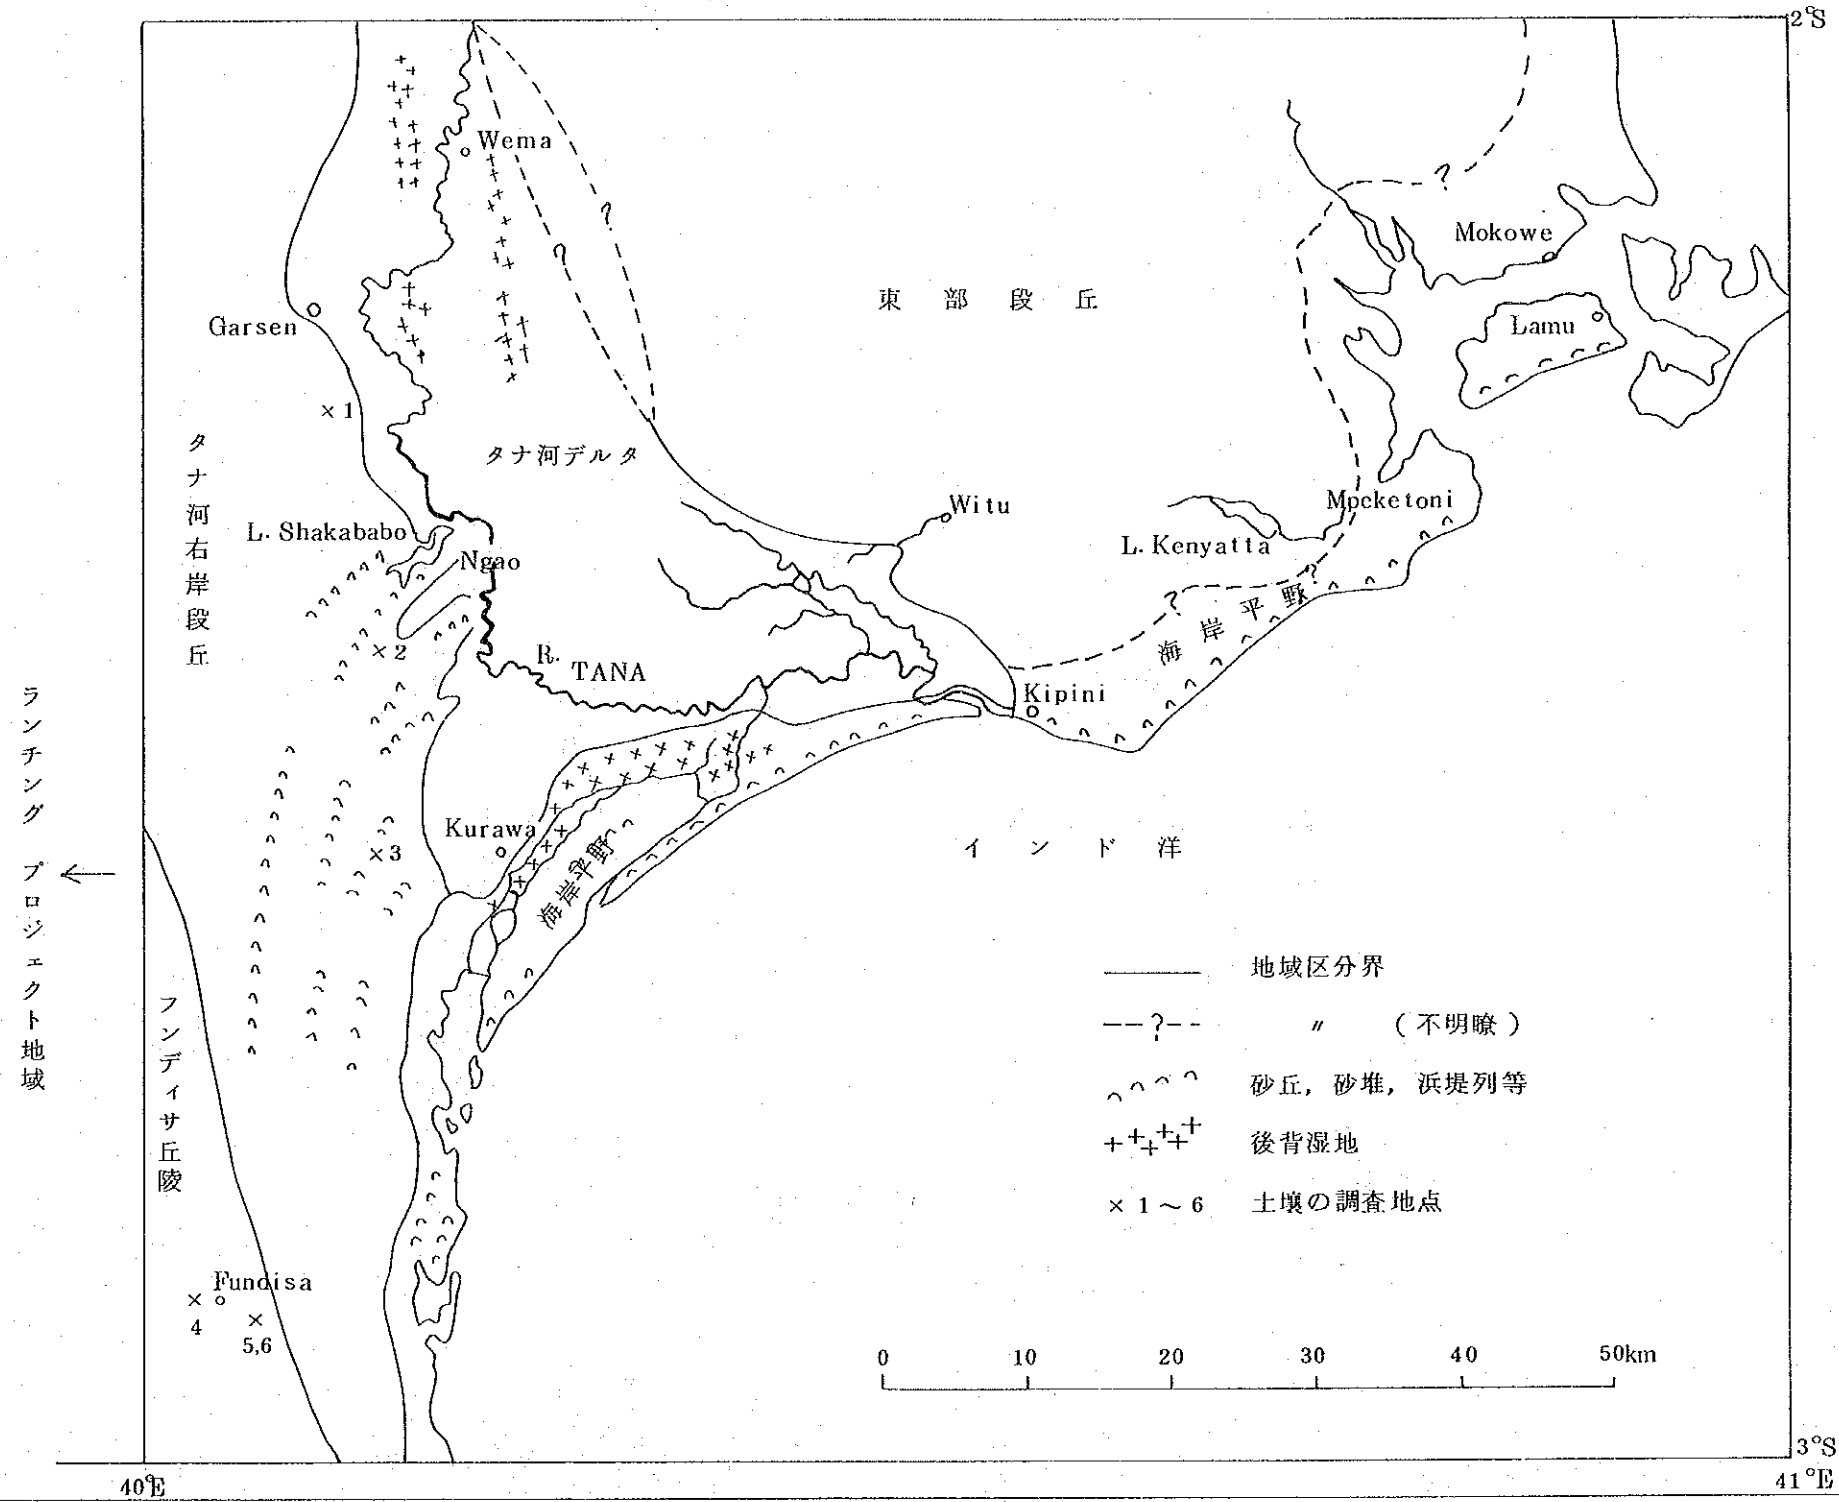 2°S
Wema
Mokowe
東部段丘
Lamu
Garsen
×1
タナ河デルタ
タナ河右岸段丘
Witu
Mpcketoni
L. Shakababo
L. Kenyatta
Ngao
?
?
?
?
?
海岸平野
×2
R. TANA
Kipini
ランチング プロジェクト地域
Kurawa
×3
海岸平野
インド洋
←
地域区分界
--?-- 〃 (不明瞭)
砂丘, 砂堆, 浜堤列等
後背湿地
×1~6 土壌の調査地点
フンディサ丘陵
Fundisa
×
4
×
5,6
0 10 20 30 40 50km
3°S
40°E
41°E